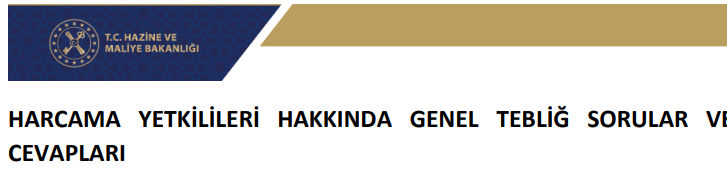 T.C. HAZİNE VE
MALİYE BAKANLIĞI
HARCAMA YETKİLİLERİ HAKKINDA GENEL TEBLİĞ SORULAR VE
CEVAPLARI